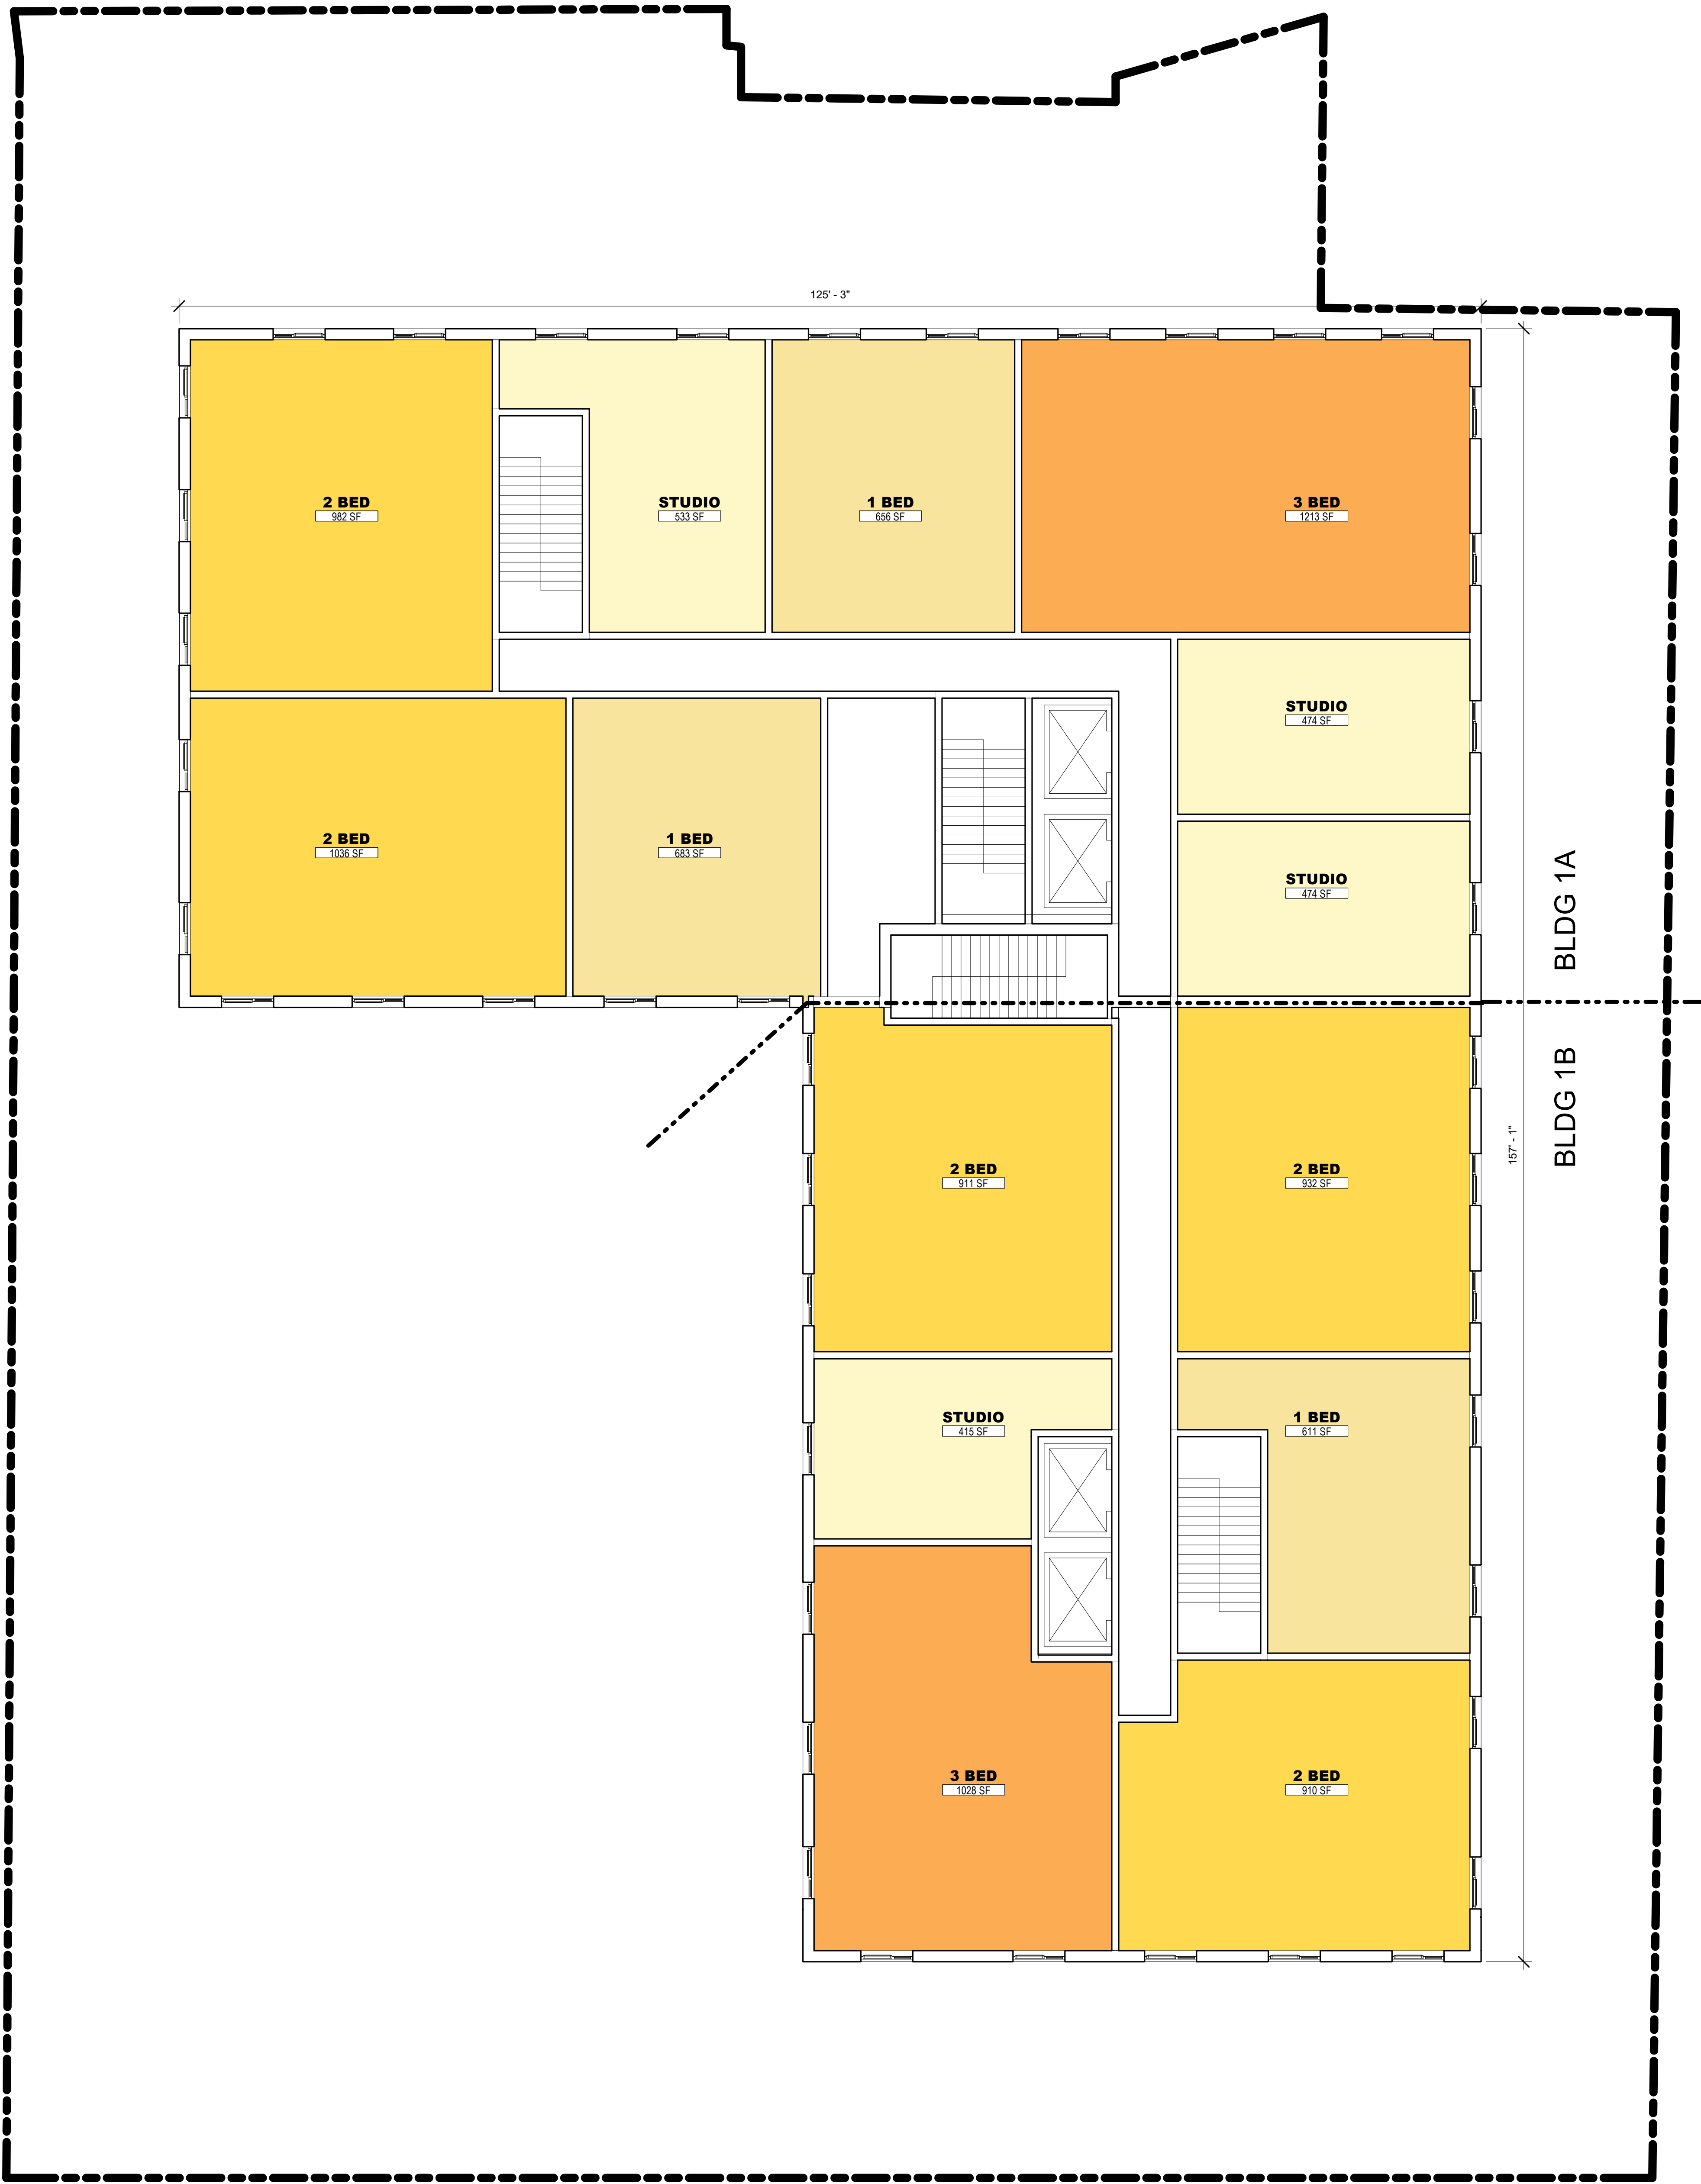 125' - 3"
2 BED
982 SF
STUDIO
533 SF
1 BED
656 SF
3 BED
1213 SF
STUDIO
474 SF
2 BED
1036 SF
1 BED
683 SF
STUDIO
474 SF
BLDG 1A
BLDG 1B
157' - 1"
2 BED
911 SF
2 BED
932 SF
STUDIO
415 SF
1 BED
611 SF
3 BED
1028 SF
2 BED
910 SF